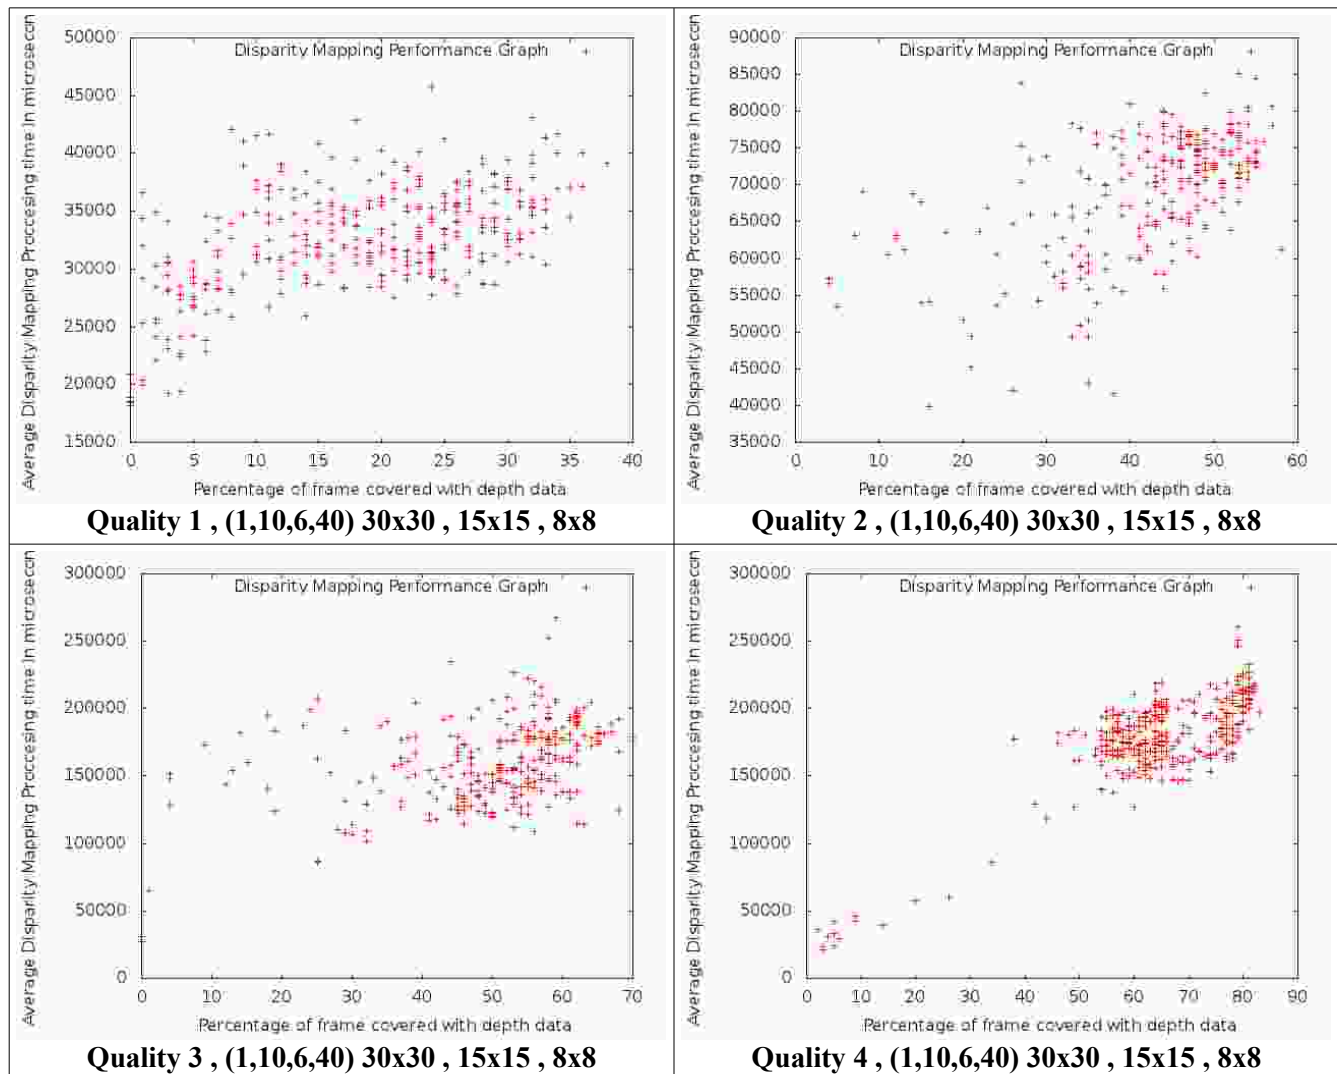 Disparity Mapping Performance Graph
Average Disparity Mapping Proccesing time in microsecon
50000
45000
40000
35000
30000
25000
20000
15000
0 5 10 15 20 25 30 35 40
Percentage of frame covered with depth data
Quality 1 , (1,10,6,40) 30x30 , 15x15 , 8x8
Disparity Mapping Performance Graph
Average Disparity Mapping Proccesing time in microsecon
90000
85000
80000
75000
70000
65000
60000
55000
50000
45000
40000
35000
0 10 20 30 40 50 60
Percentage of frame covered with depth data
Quality 2 , (1,10,6,40) 30x30 , 15x15 , 8x8
Disparity Mapping Performance Graph
Average Disparity Mapping Proccesing time in microsecon
300000
250000
200000
150000
100000
50000
0
0 10 20 30 40 50 60 70
Percentage of frame covered with depth data
Quality 3 , (1,10,6,40) 30x30 , 15x15 , 8x8
Disparity Mapping Performance Graph
Average Disparity Mapping Proccesing time in microsecon
300000
250000
200000
150000
100000
50000
0
0 10 20 30 40 50 60 70 80 90
Percentage of frame covered with depth data
Quality 4 , (1,10,6,40) 30x30 , 15x15 , 8x8